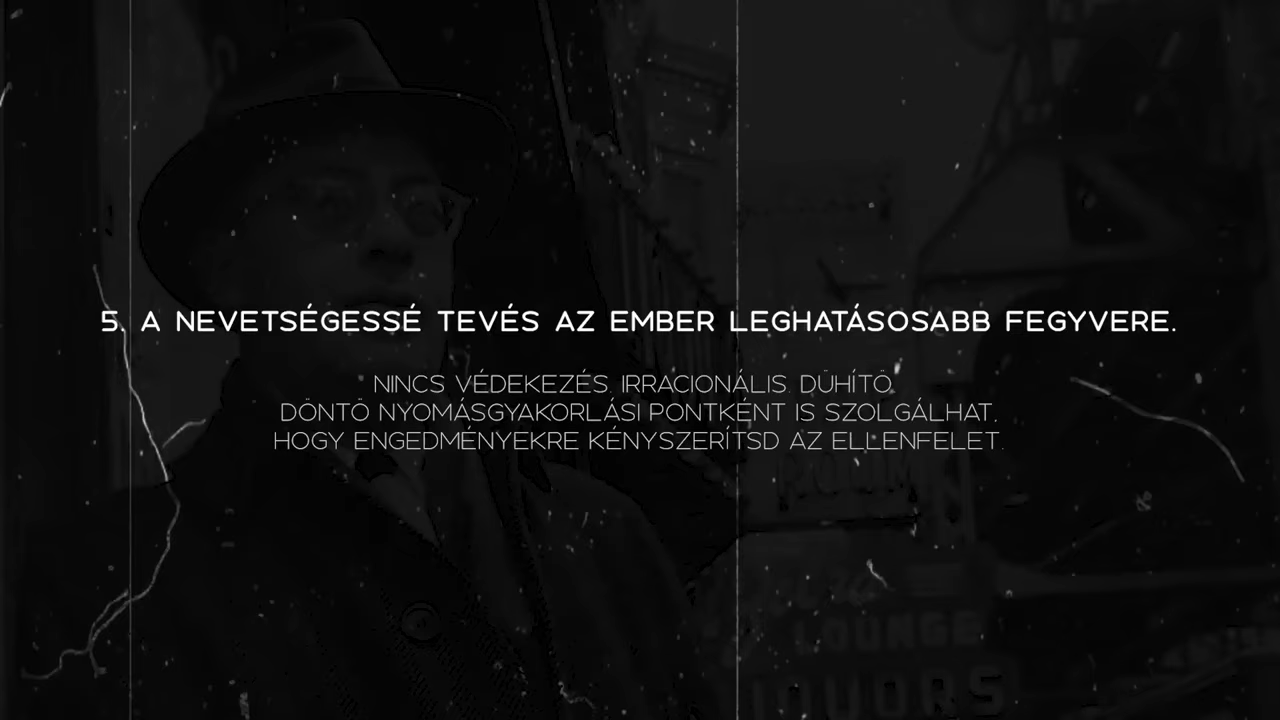 5. A NEVETSÉGESSÉ TEVÉS AZ EMBER LEGHATÁSOSABB FEGYVERE.
NINCS VÉDEKEZÉS. IRRACIONÁLIS. DÜHÍTŐ.
DÖNTŐ NYOMÁSGYAKORLÁSI PONTKÉNT IS SZOLGÁLHAT,
HOGY ENGEDMÉNYEKRE KÉNYSZERÍTSD AZ ELLENFELET.
LOUNGE
LIQUORS